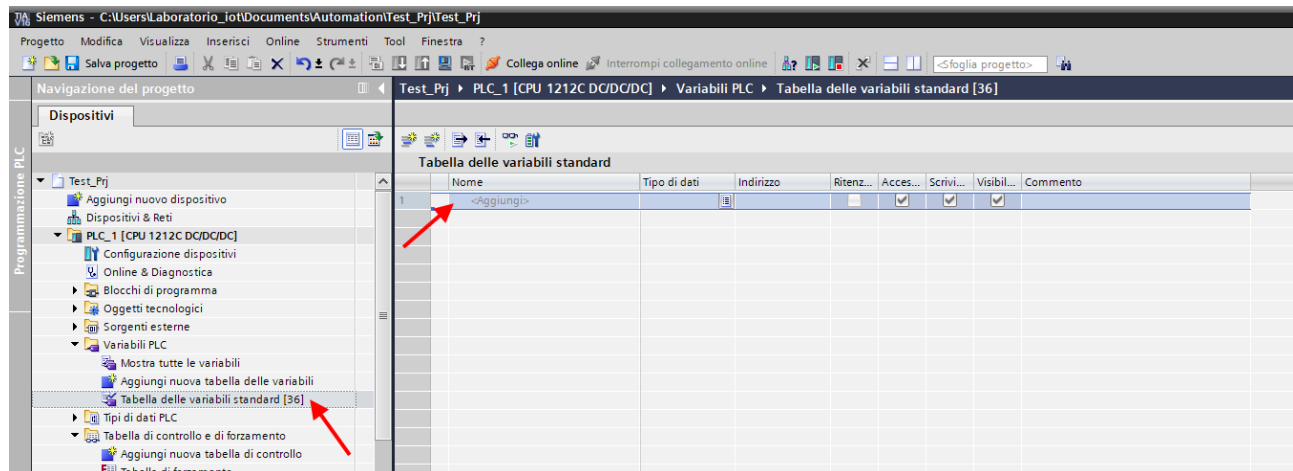 Siemens - C:\Users\Laboratorio_iot\Documents\Automation\Test_Prj\Test_Prj
Progetto Modifica Visualizza Inserisci Online Strumenti Tool Finestra ?
Salva progetto Collega online Interrompi collegamento online <Sfoglia progetto>
Navigazione del progetto
Test_Prj PLC_1 [CPU 1212C DC/DC/DC] Variabili PLC Tabella delle variabili standard [36]
Dispositivi
Programmazione PLC
Tabella delle variabili standard
Nome Tipo di dati Indirizzo Ritenz... Acces... Scrivi... Visibil... Commento
1 <Aggiungi>
Test_Prj
Aggiungi nuovo dispositivo
Dispositivi & Reti
PLC_1 [CPU 1212C DC/DC/DC]
Configurazione dispositivi
Online & Diagnostica
Blocchi di programma
Oggetti tecnologici
Sorgenti esterne
Variabili PLC
Mostra tutte le variabili
Aggiungi nuova tabella delle variabili
Tabella delle variabili standard [36]
Tipi di dati PLC
Tabella di controllo e di forzamento
Aggiungi nuova tabella di controllo
Tabella di forzamento